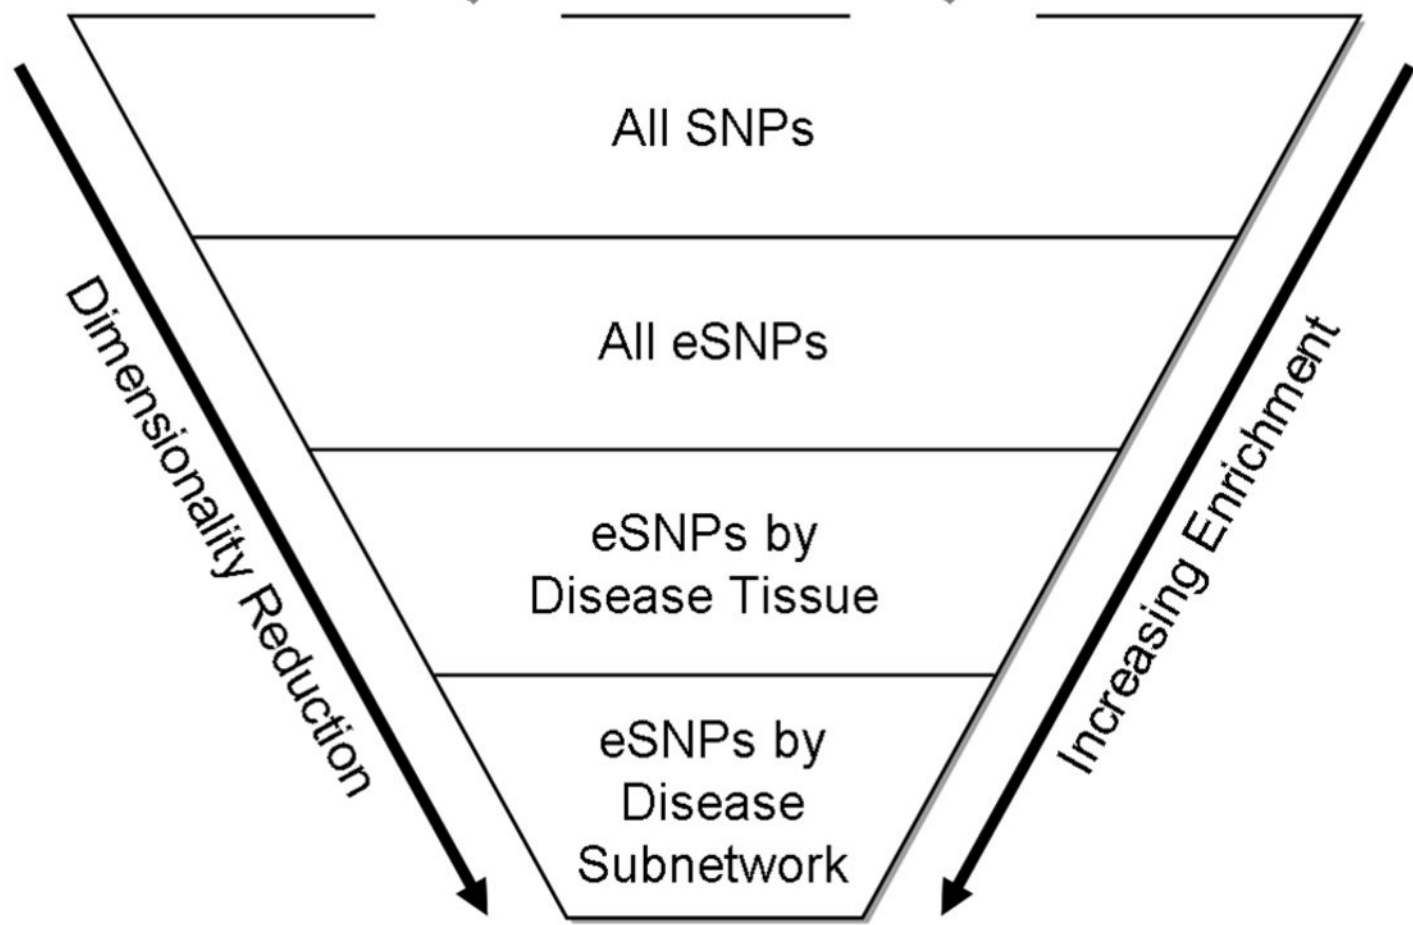 All SNPs
All eSNPs
eSNPs by
Disease Tissue
eSNPs by
Disease
Subnetwork
Dimensionality Reduction
Increasing Enrichment